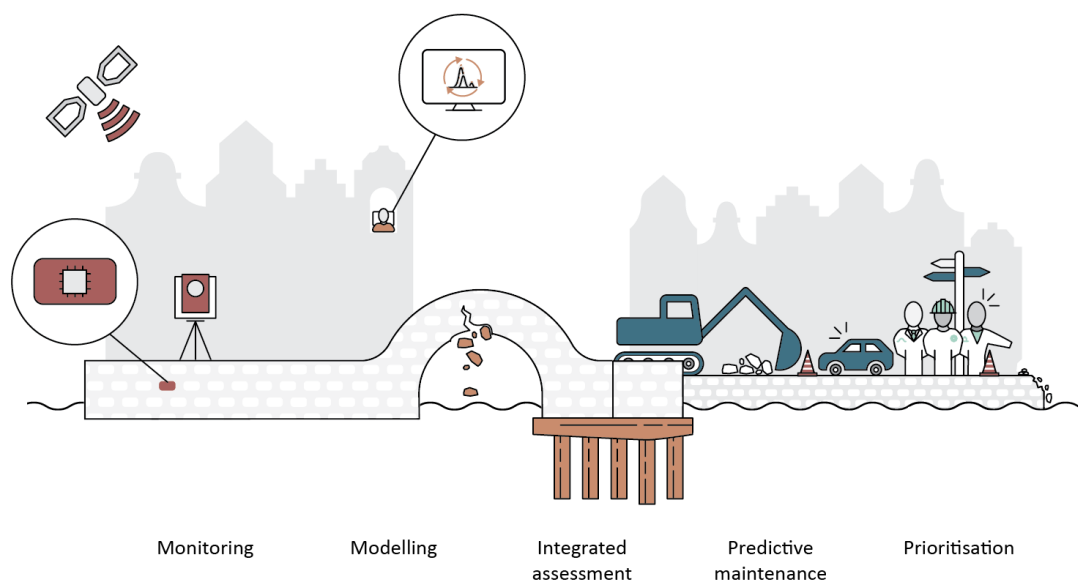 Monitoring
Modelling
Integrated
assessment
Predictive
maintenance
Prioritisation